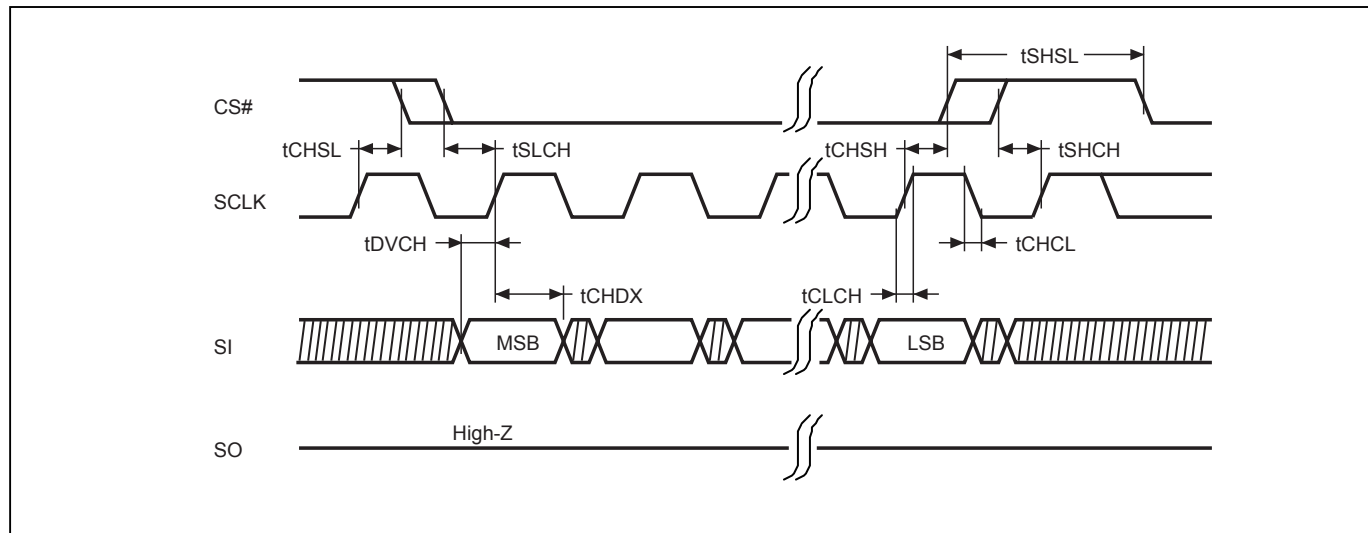 tSHSL
CS#
tCHSL
tSLCH
tCHSH
tSHCH
SCLK
tDVCH
tCHCL
tCHDX
tCLCH
SI
MSB
LSB
High-Z
SO